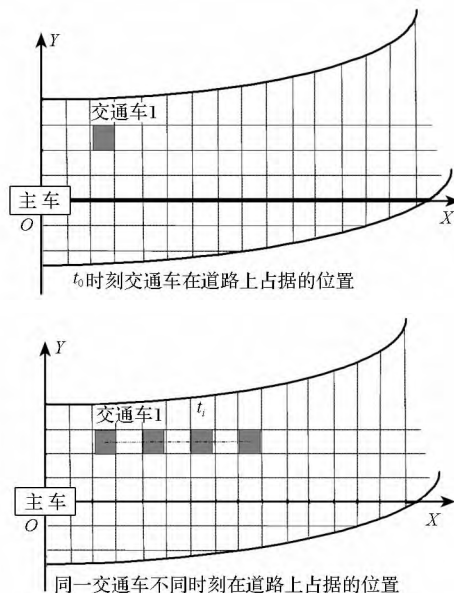 Y
交通车1
主车
O
X
t₀时刻交通车在道路上占据的位置
Y
交通车1
tᵢ
主车
O
X
同一交通车不同时刻在道路上占据的位置